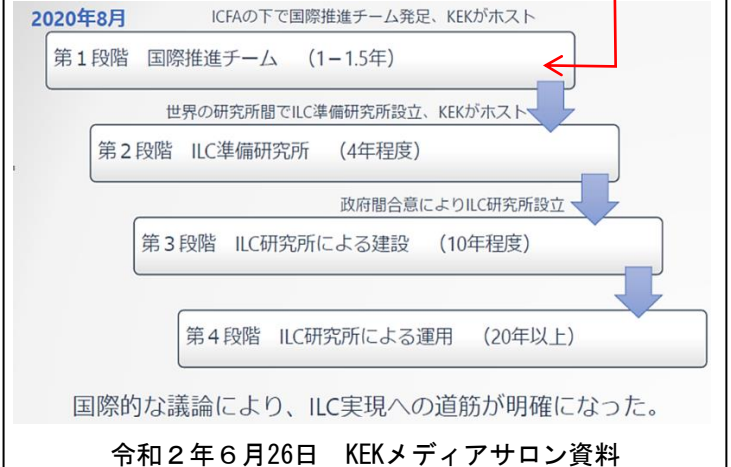 2020年8月 ICFAの下で国際推進チーム発足、KEKがホスト
第1段階 国際推進チーム (1ー1.5年)
世界の研究所間でILC準備研究所設立、KEKがホスト
第2段階 ILC準備研究所 (4年程度)
政府間合意によりILC研究所設立
第3段階 ILC研究所による建設 (10年程度)
第4段階 ILC研究所による運用 (20年以上)
国際的な議論により、ILC実現への道筋が明確になった。
令和2年6月26日 KEKメディアサロン資料